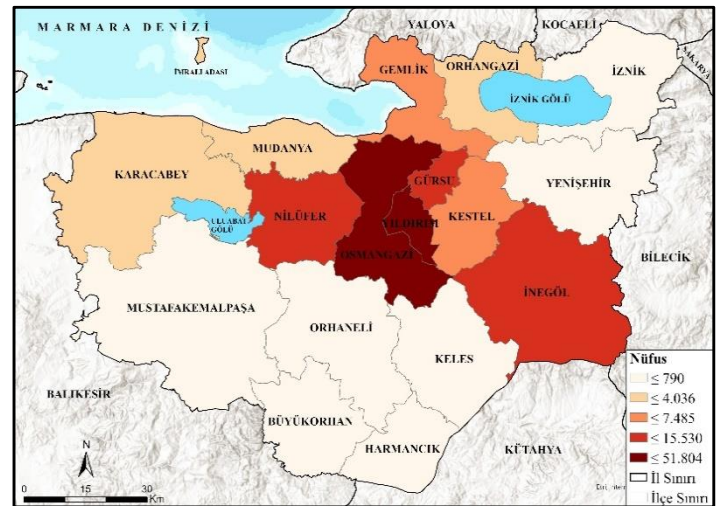 MARMARA DENİZİ
YALOVA
KOCAELİ
SAKARYA
İMRALI ADASI
GEMLİK
ORHANGAZİ
İZNİK
İZNİK GÖLÜ
MUDANYA
KARACABEY
GÜRSU
YENİŞEHİR
ULUABAT
GÖLÜ
NİLÜFER
YILDIRIM
KESTEL
OSMANGAZİ
BİLECİK
İNEGÖL
MUSTAFAKEMALPAŞA
ORHANELİ
KELES
BALIKESİR
BÜYÜKORHAN
HARMANCIK
KÜTAHYA
N
0 15 30
Km
Nüfus
≤ 790
≤ 4.036
≤ 7.485
≤ 15.530
≤ 51.804
İl Sınırı
İlçe Sınırı